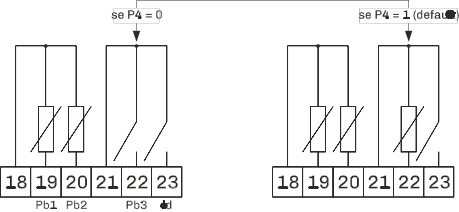 se P4 = 0
se P4 = 1
18 19 20 21 22 23
18 19 20 21 22 23
Pb1 Pb2 Pb3